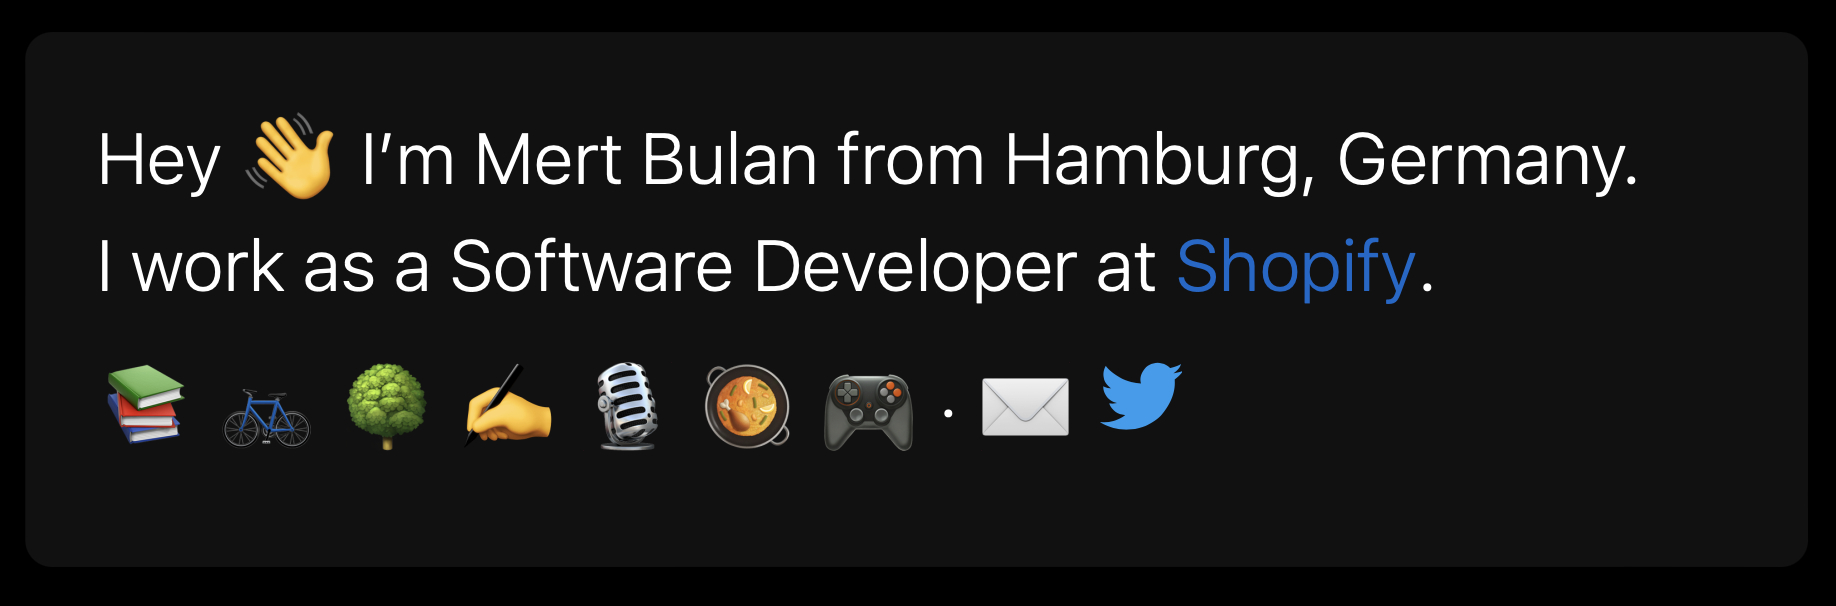 Hey 👋 I’m Mert Bulan from Hamburg, Germany.
I work as a Software Developer at Shopify.
📚 🚲 🌳 ✍️ 🎙️ 🥘 🎮 · ✉️